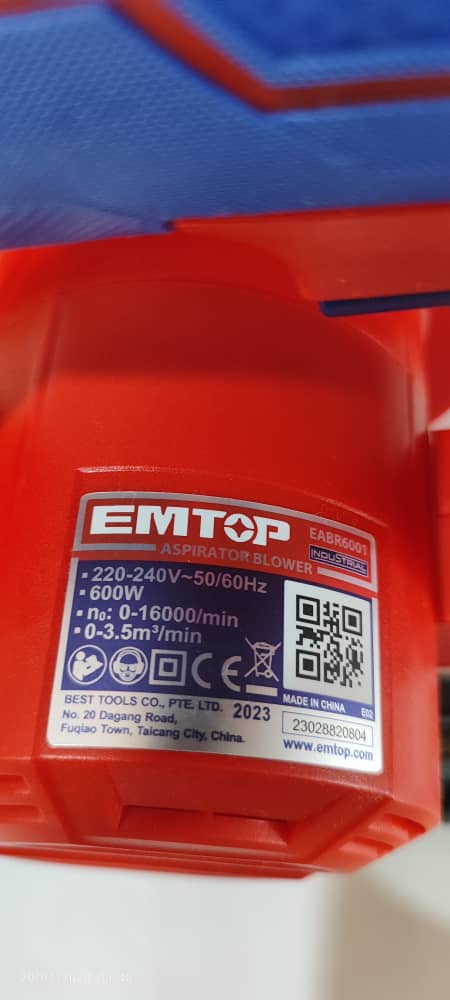 EMTOP
EABR6001
ASPIRATOR BLOWER
INDUSTRIAL
220-240V~50/60Hz
600W
n₀: 0-16000/min
0-3.5m³/min
CE
BEST TOOLS CO., PTE. LTD.
2023
No. 20 Dagang Road,
Fuqiao Town, Taicang City, China.
MADE IN CHINA
E02
23028820804
www.emtop.com